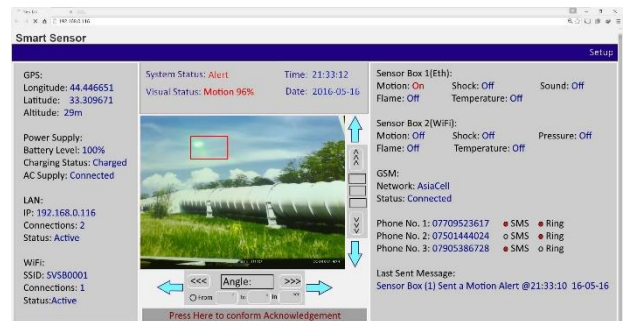 192.168.0.116
Smart Sensor
Setup
GPS:
Longitude: 44.446651
Latitude: 33.309671
Altitude: 29m
Power Supply:
Battery Level: 100%
Charging Status: Charged
AC Supply: Connected
LAN:
IP: 192.168.0.116
Connections: 2
Status: Active
WiFi:
SSID: SVSB0001
Connections: 1
Status:Active
System Status: Alert Time: 21:33:12
Visual Status: Motion 96% Date: 2016-05-16
<<< Angle: >>>
From to In
Press Here to conform Acknowledgement
Sensor Box 1(Eth):
Motion: On Shock: Off Sound: Off
Flame: Off Temperature: Off
Sensor Box 2(WiFi):
Motion: Off Shock: Off Pressure: Off
Flame: Off Temperature: Off
GSM:
Network: AsiaCell
Status: Connected
Phone No. 1: 07709523617 SMS Ring
Phone No. 2: 07501444024 SMS Ring
Phone No. 3: 07905386728 SMS Ring
Last Sent Message:
Sensor Box (1) Sent a Motion Alert @21:33:10 16-05-16